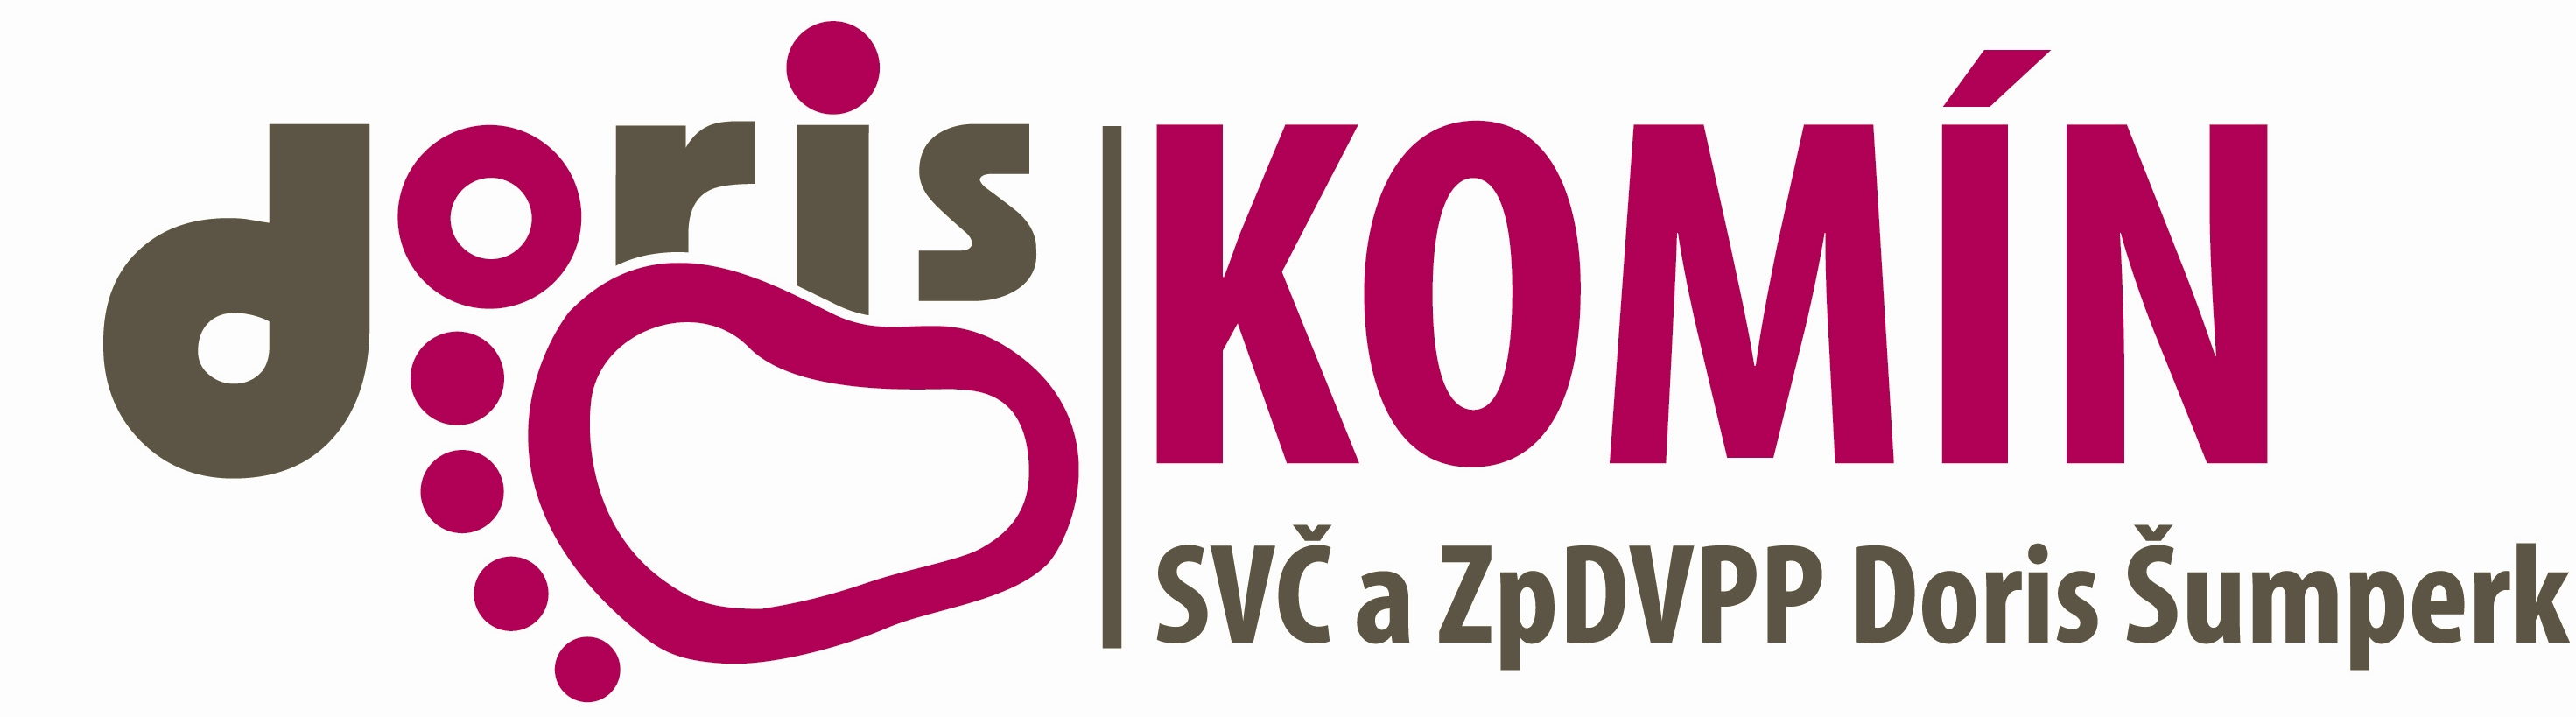 doris
KOMÍN
SVČ a ZpDVPP Doris Šumperk